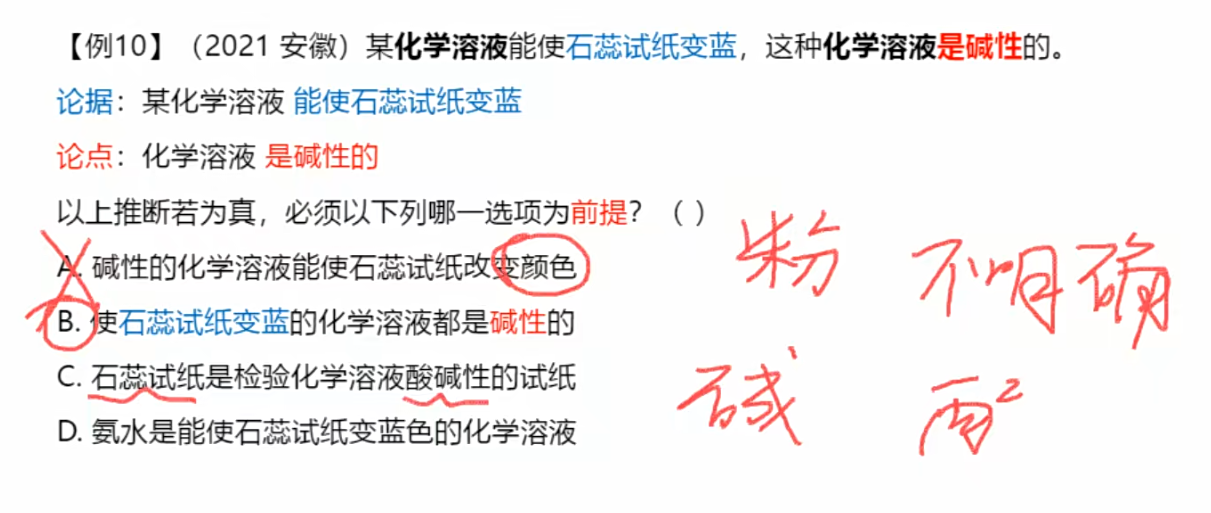 【例10】（2021 安徽）某化学溶液能使石蕊试纸变蓝，这种化学溶液是碱性的。
论据：某化学溶液 能使石蕊试纸变蓝
论点：化学溶液 是碱性的
以上推断若为真，必须以下列哪一选项为前提？（ ）
A. 碱性的化学溶液能使石蕊试纸改变颜色
B. 使石蕊试纸变蓝的化学溶液都是碱性的
C. 石蕊试纸是检验化学溶液酸碱性的试纸
D. 氨水是能使石蕊试纸变蓝色的化学溶液
粉 不明确
碱